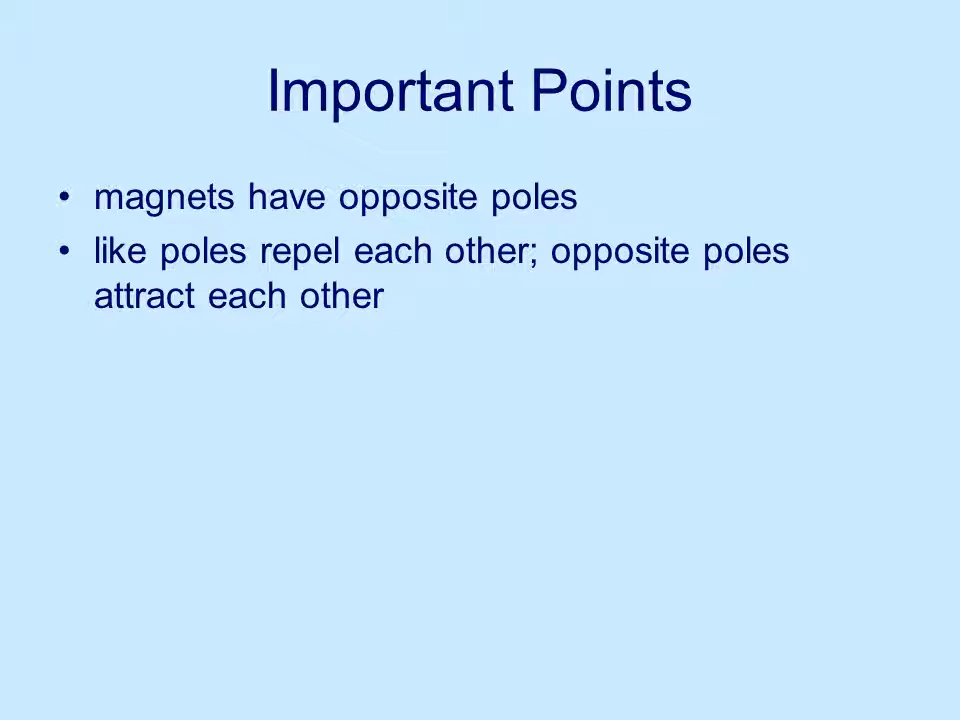 Important Points
• magnets have opposite poles
• like poles repel each other; opposite poles
attract each other